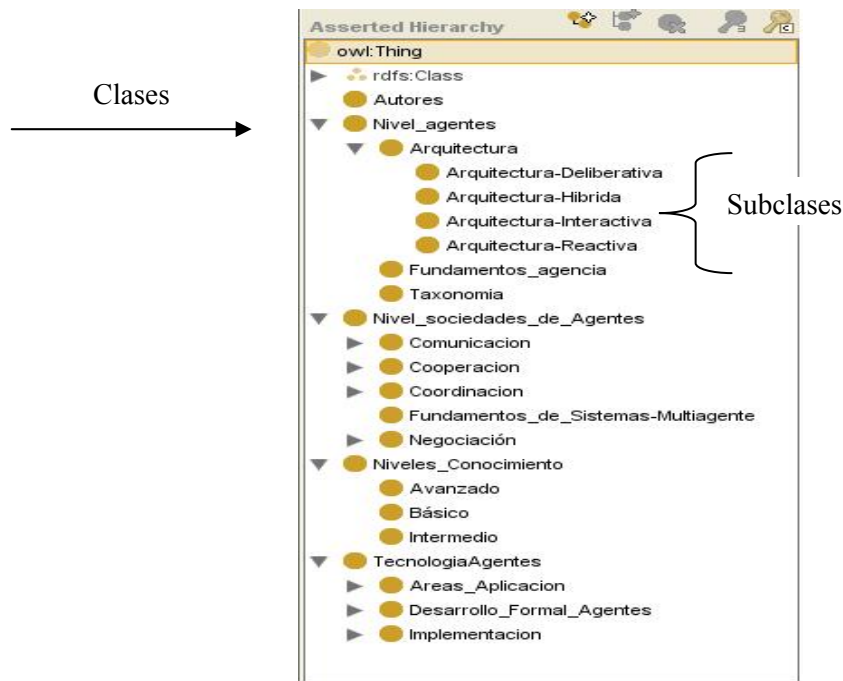 Asserted Hierarchy
owl:Thing
rdfs:Class
Clases
Autores
Nivel_agentes
Arquitectura
Arquitectura-Deliberativa
Arquitectura-Hibrida
Subclases
Arquitectura-Interactiva
Arquitectura-Reactiva
Fundamentos_agencia
Taxonomia
Nivel_sociedades_de_Agentes
Comunicacion
Cooperacion
Coordinacion
Fundamentos_de_Sistemas-Multiagente
Negociación
Niveles_Conocimiento
Avanzado
Básico
Intermedio
TecnologiaAgentes
Areas_Aplicacion
Desarrollo_Formal_Agentes
Implementacion